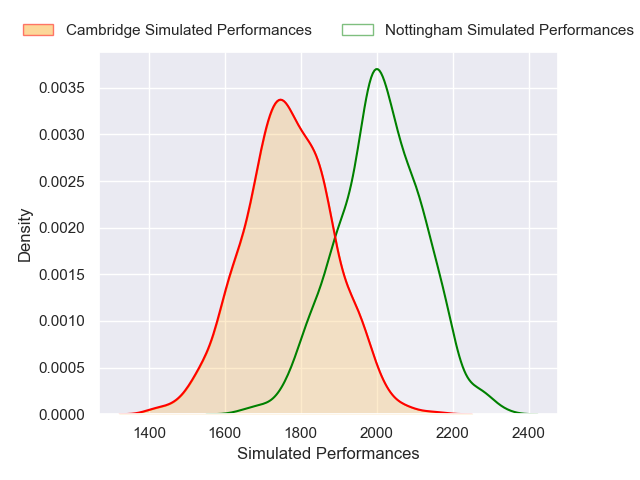 Cambridge Simulated Performances Nottingham Simulated Performances
0.0035
0.0030
0.0025
0.0020
0.0015
0.0010
0.0005
0.0000
Density
1400 1600 1800 2000 2200 2400
Simulated Performances